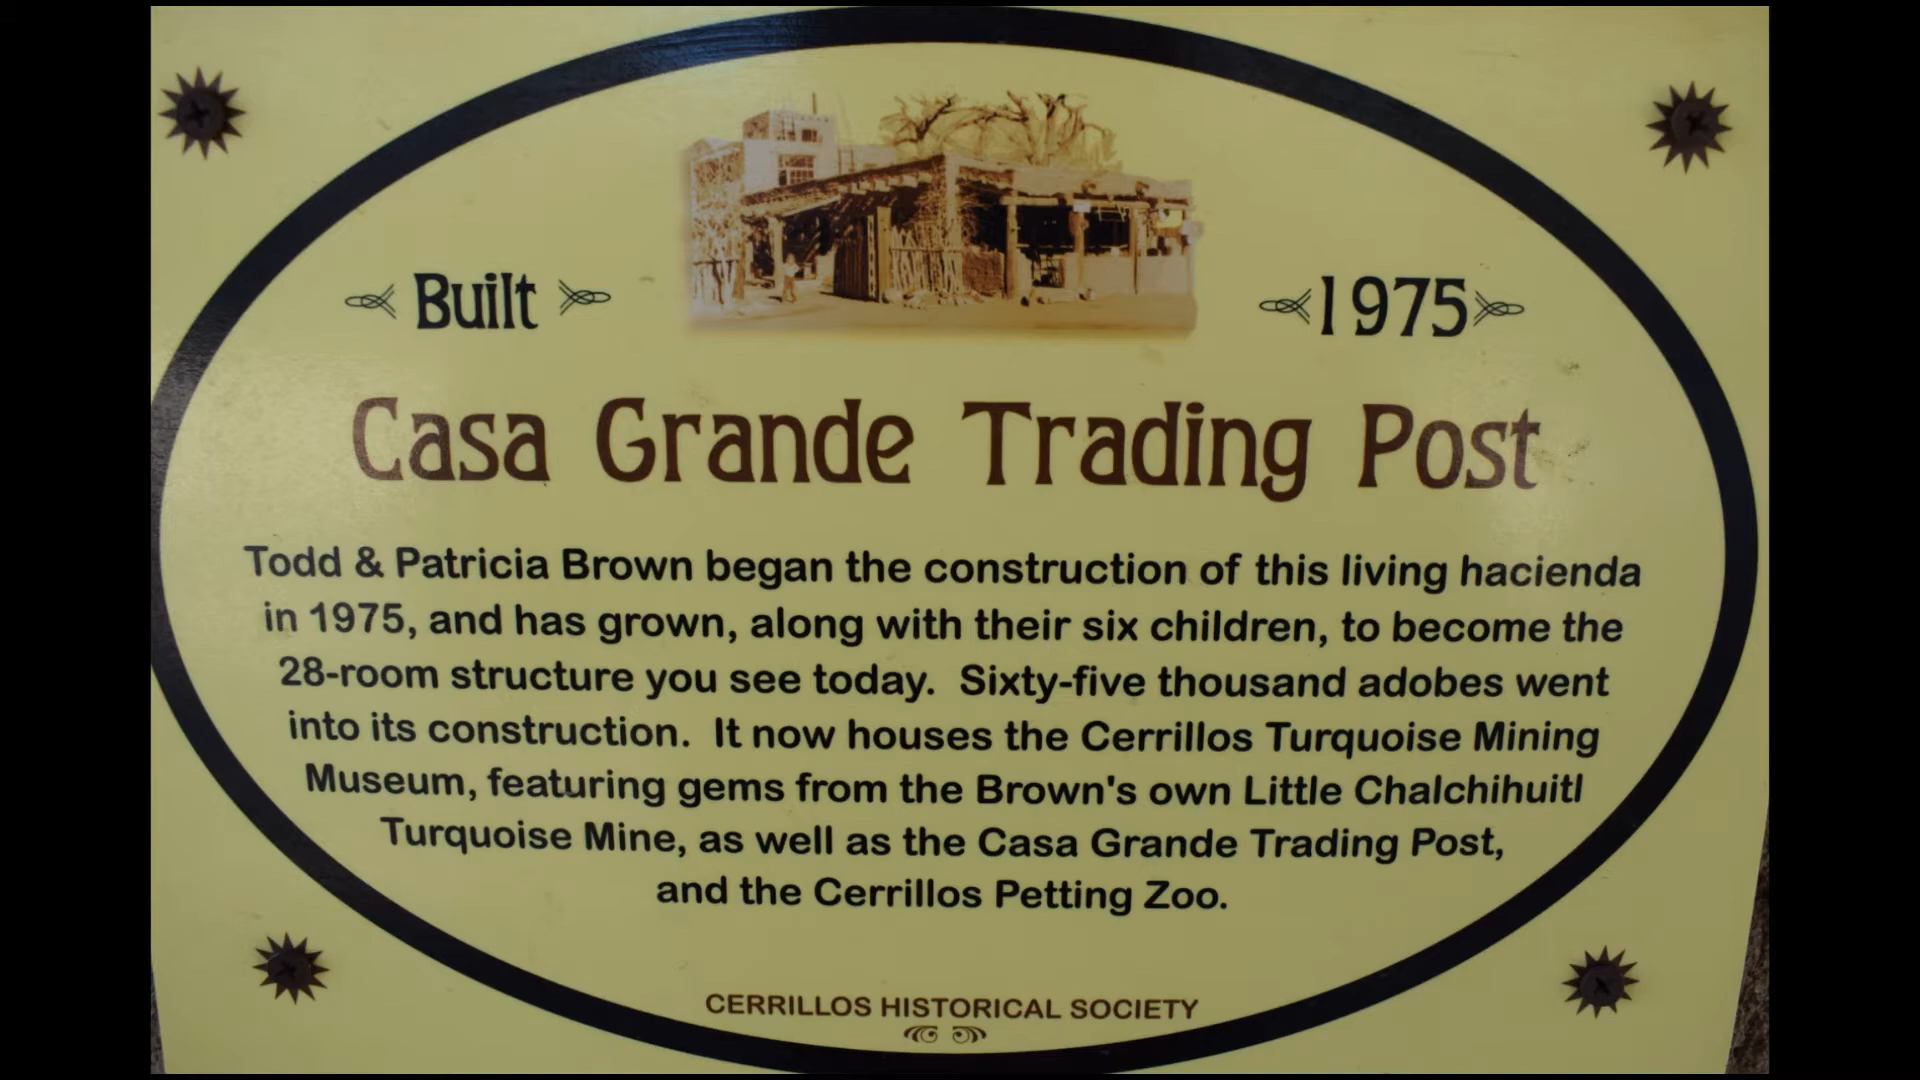 Built 1975
Casa Grande Trading Post
Todd & Patricia Brown began the construction of this living hacienda
in 1975, and has grown, along with their six children, to become the
28-room structure you see today.  Sixty-five thousand adobes went
into its construction.  It now houses the Cerrillos Turquoise Mining
Museum, featuring gems from the Brown's own Little Chalchihuitl
Turquoise Mine, as well as the Casa Grande Trading Post,
and the Cerrillos Petting Zoo.
CERRILLOS HISTORICAL SOCIETY